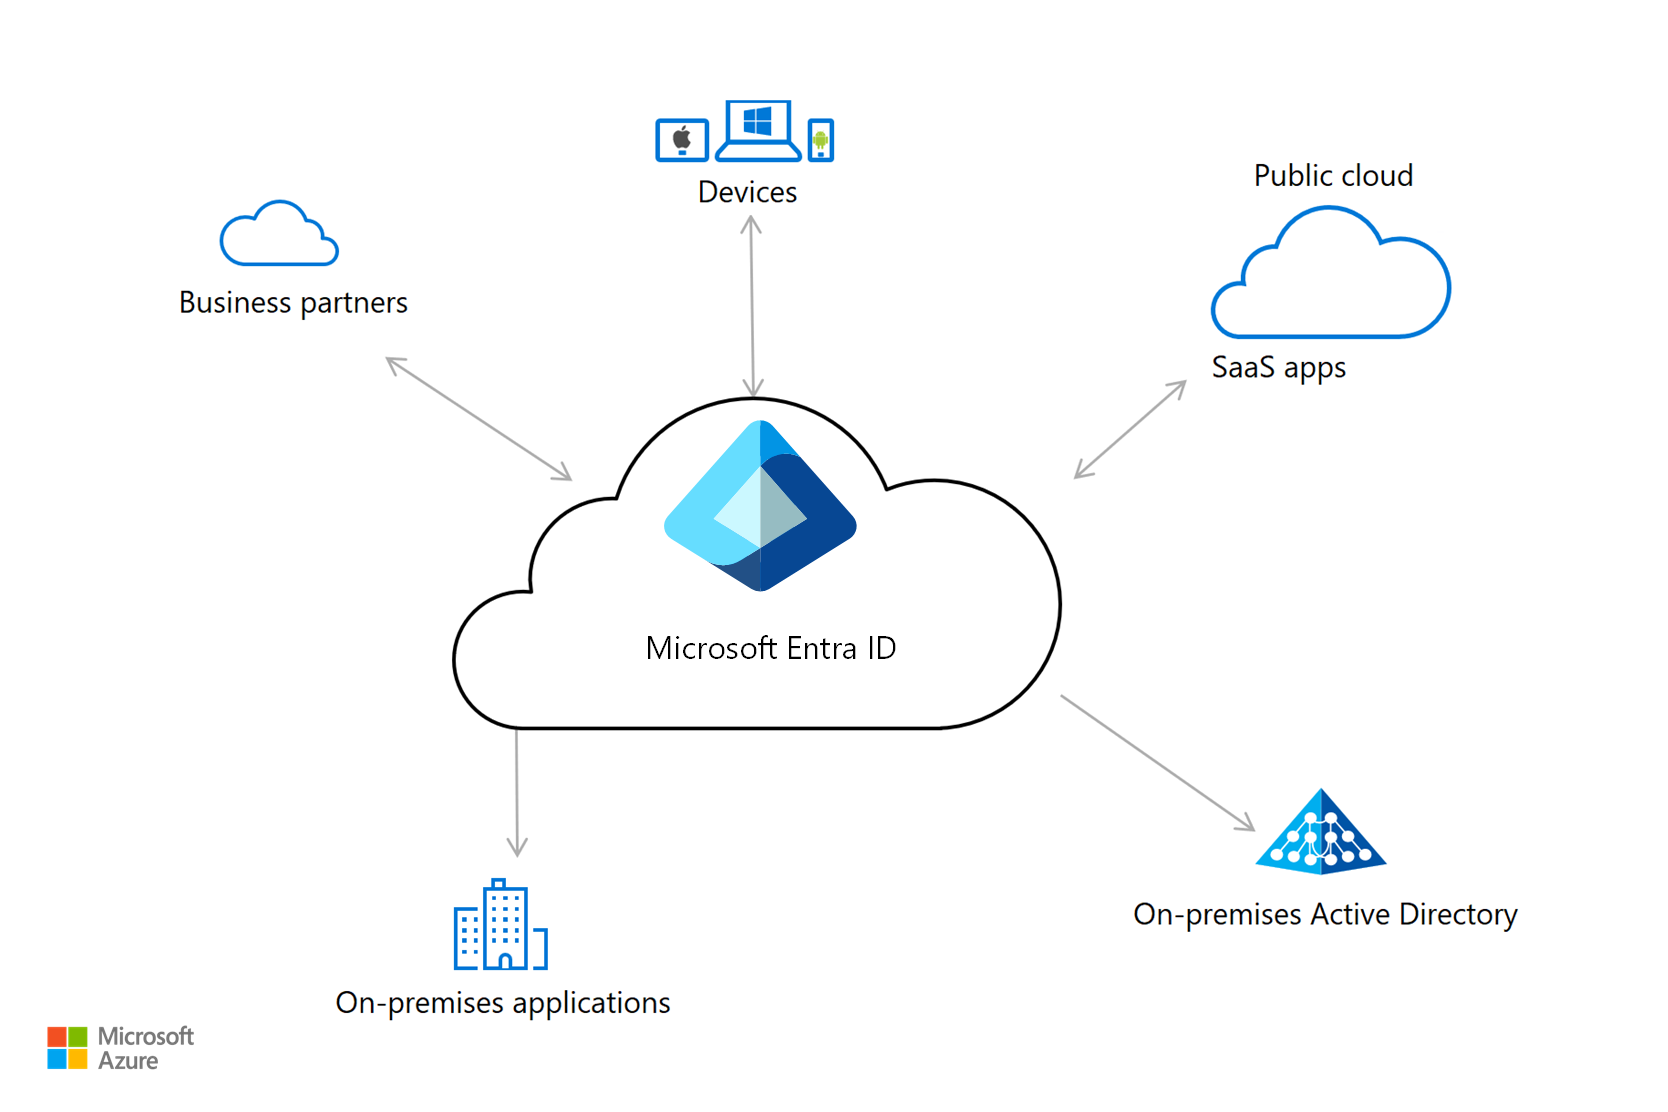 Devices
Public cloud
Business partners
SaaS apps
Microsoft Entra ID
On-premises Active Directory
On-premises applications
Microsoft
Azure